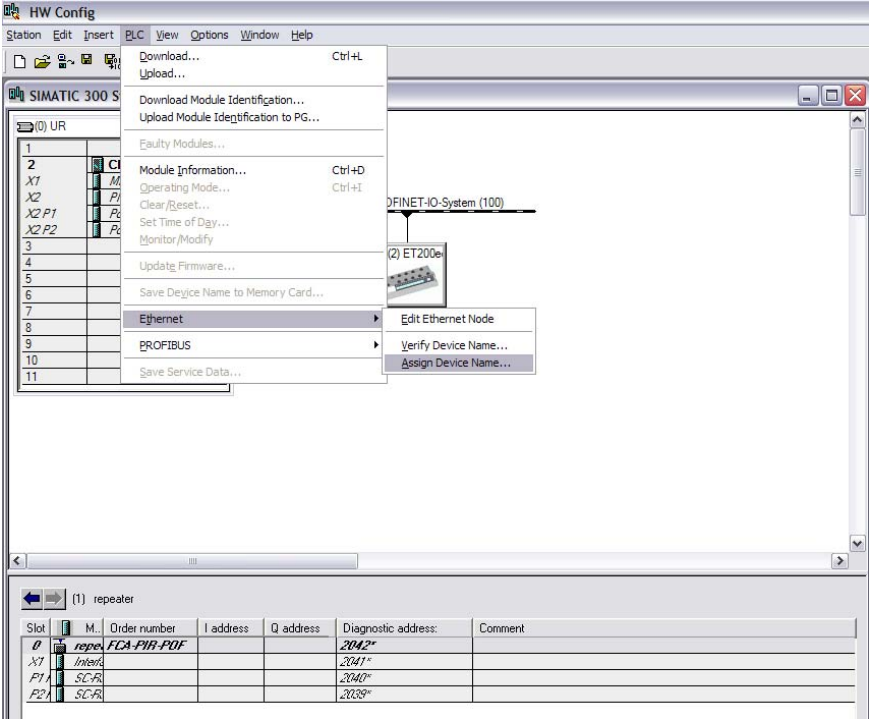 HW Config
Station Edit Insert PLC View Options Window Help
Download... Ctrl+L
Upload...
SIMATIC 300 S
Download Module Identification...
Upload Module Identification to PG...
(0) UR
Faulty Modules...
1
2 CI
Module Information... Ctrl+D
X1 M
Operating Mode... Ctrl+I
X2 PI
Clear/Reset...
OFINET-IO-System (100)
X2 P1 Po
Set Time of Day...
X2 P2 Po
Monitor/Modify
3
(2) ET200e
4
Update Firmware...
5
6
Save Device Name to Memory Card...
7
Ethernet Edit Ethernet Node
8
9
PROFIBUS Verify Device Name...
10
Assign Device Name...
11
Save Service Data...
(1) repeater
Slot M... Order number I address Q address Diagnostic address: Comment
0 repe FCA-PIR-POF 2042*
X1 Interfa 2041*
P1 SC-R 2040*
P2 SC-R 2039*